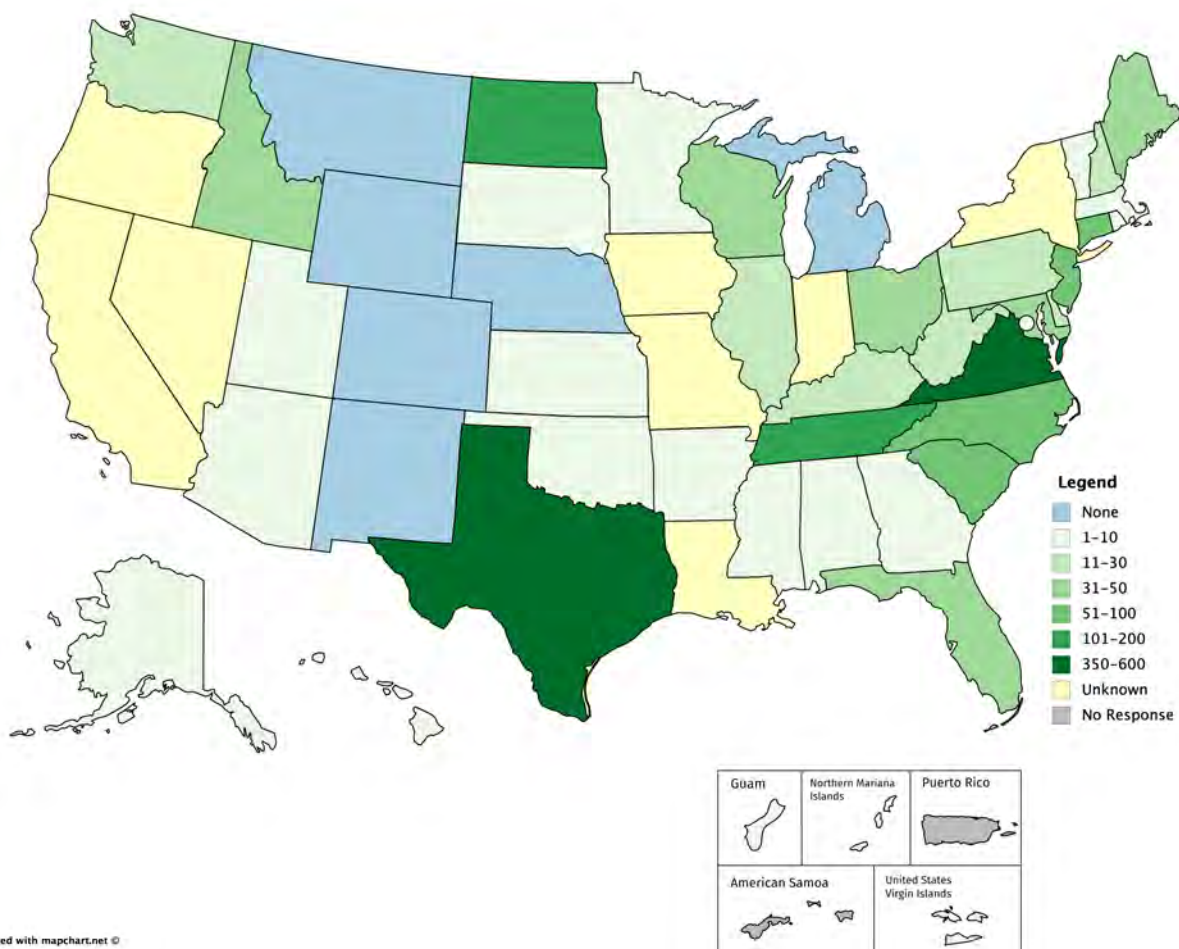 Legend
None
1-10
11-30
31-50
51-100
101-200
350-600
Unknown
No Response
Guam
Northern Mariana
Islands
Puerto Rico
American Samoa
United States
Virgin Islands
ed with mapchart.net ©